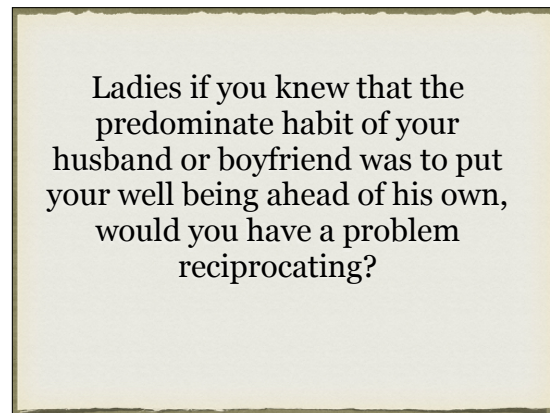 Ladies if you knew that the
predominate habit of your
husband or boyfriend was to put
your well being ahead of his own,
would you have a problem
reciprocating?